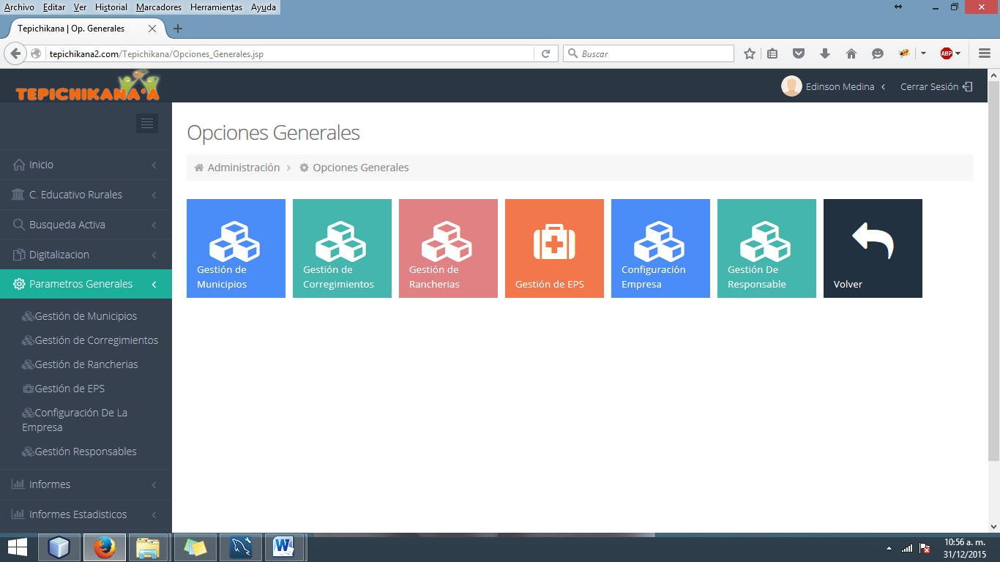 Archivo Editar Ver Historial Marcadores Herramientas Ayuda
Tepichikana | Op. Generales
tepichikana2.com/Tepichikana/Opciones_Generales.jsp
Buscar
ABP
TEPICHIKANA'A
Edinson Medina
Cerrar Sesión
Inicio
C. Educativo Rurales
Busqueda Activa
Digitalizacion
Parametros Generales
Gestión de Municipios
Gestión de Corregimientos
Gestión de Rancherias
Gestión de EPS
Configuración De La
Empresa
Gestión Responsables
Informes
Informes Estadisticos
Opciones Generales
Administración
Opciones Generales
Gestión de
Municipios
Gestión de
Corregimientos
Gestión de
Rancherias
Gestión de EPS
Configuración
Empresa
Gestión De
Responsable
Volver
10:56 a. m.
31/12/2015